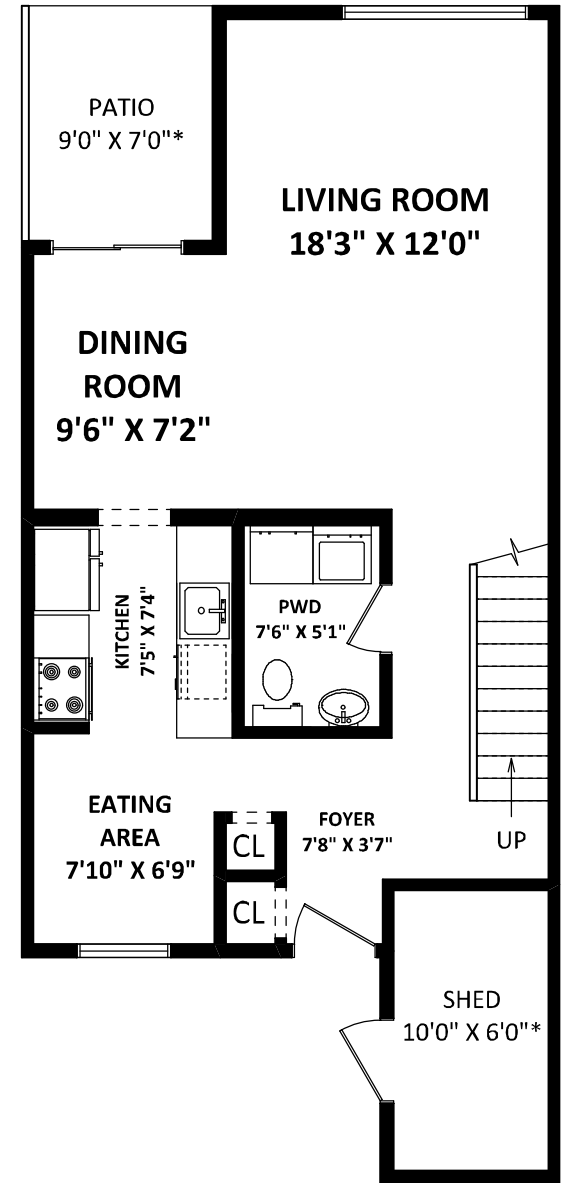 PATIO
9'0" X 7'0"*
LIVING ROOM
18'3" X 12'0"
DINING
ROOM
9'6" X 7'2"
KITCHEN
7'5" X 7'4"
PWD
7'6" X 5'1"
EATING
AREA
7'10" X 6'9"
CL
CL
FOYER
7'8" X 3'7"
UP
SHED
10'0" X 6'0"*